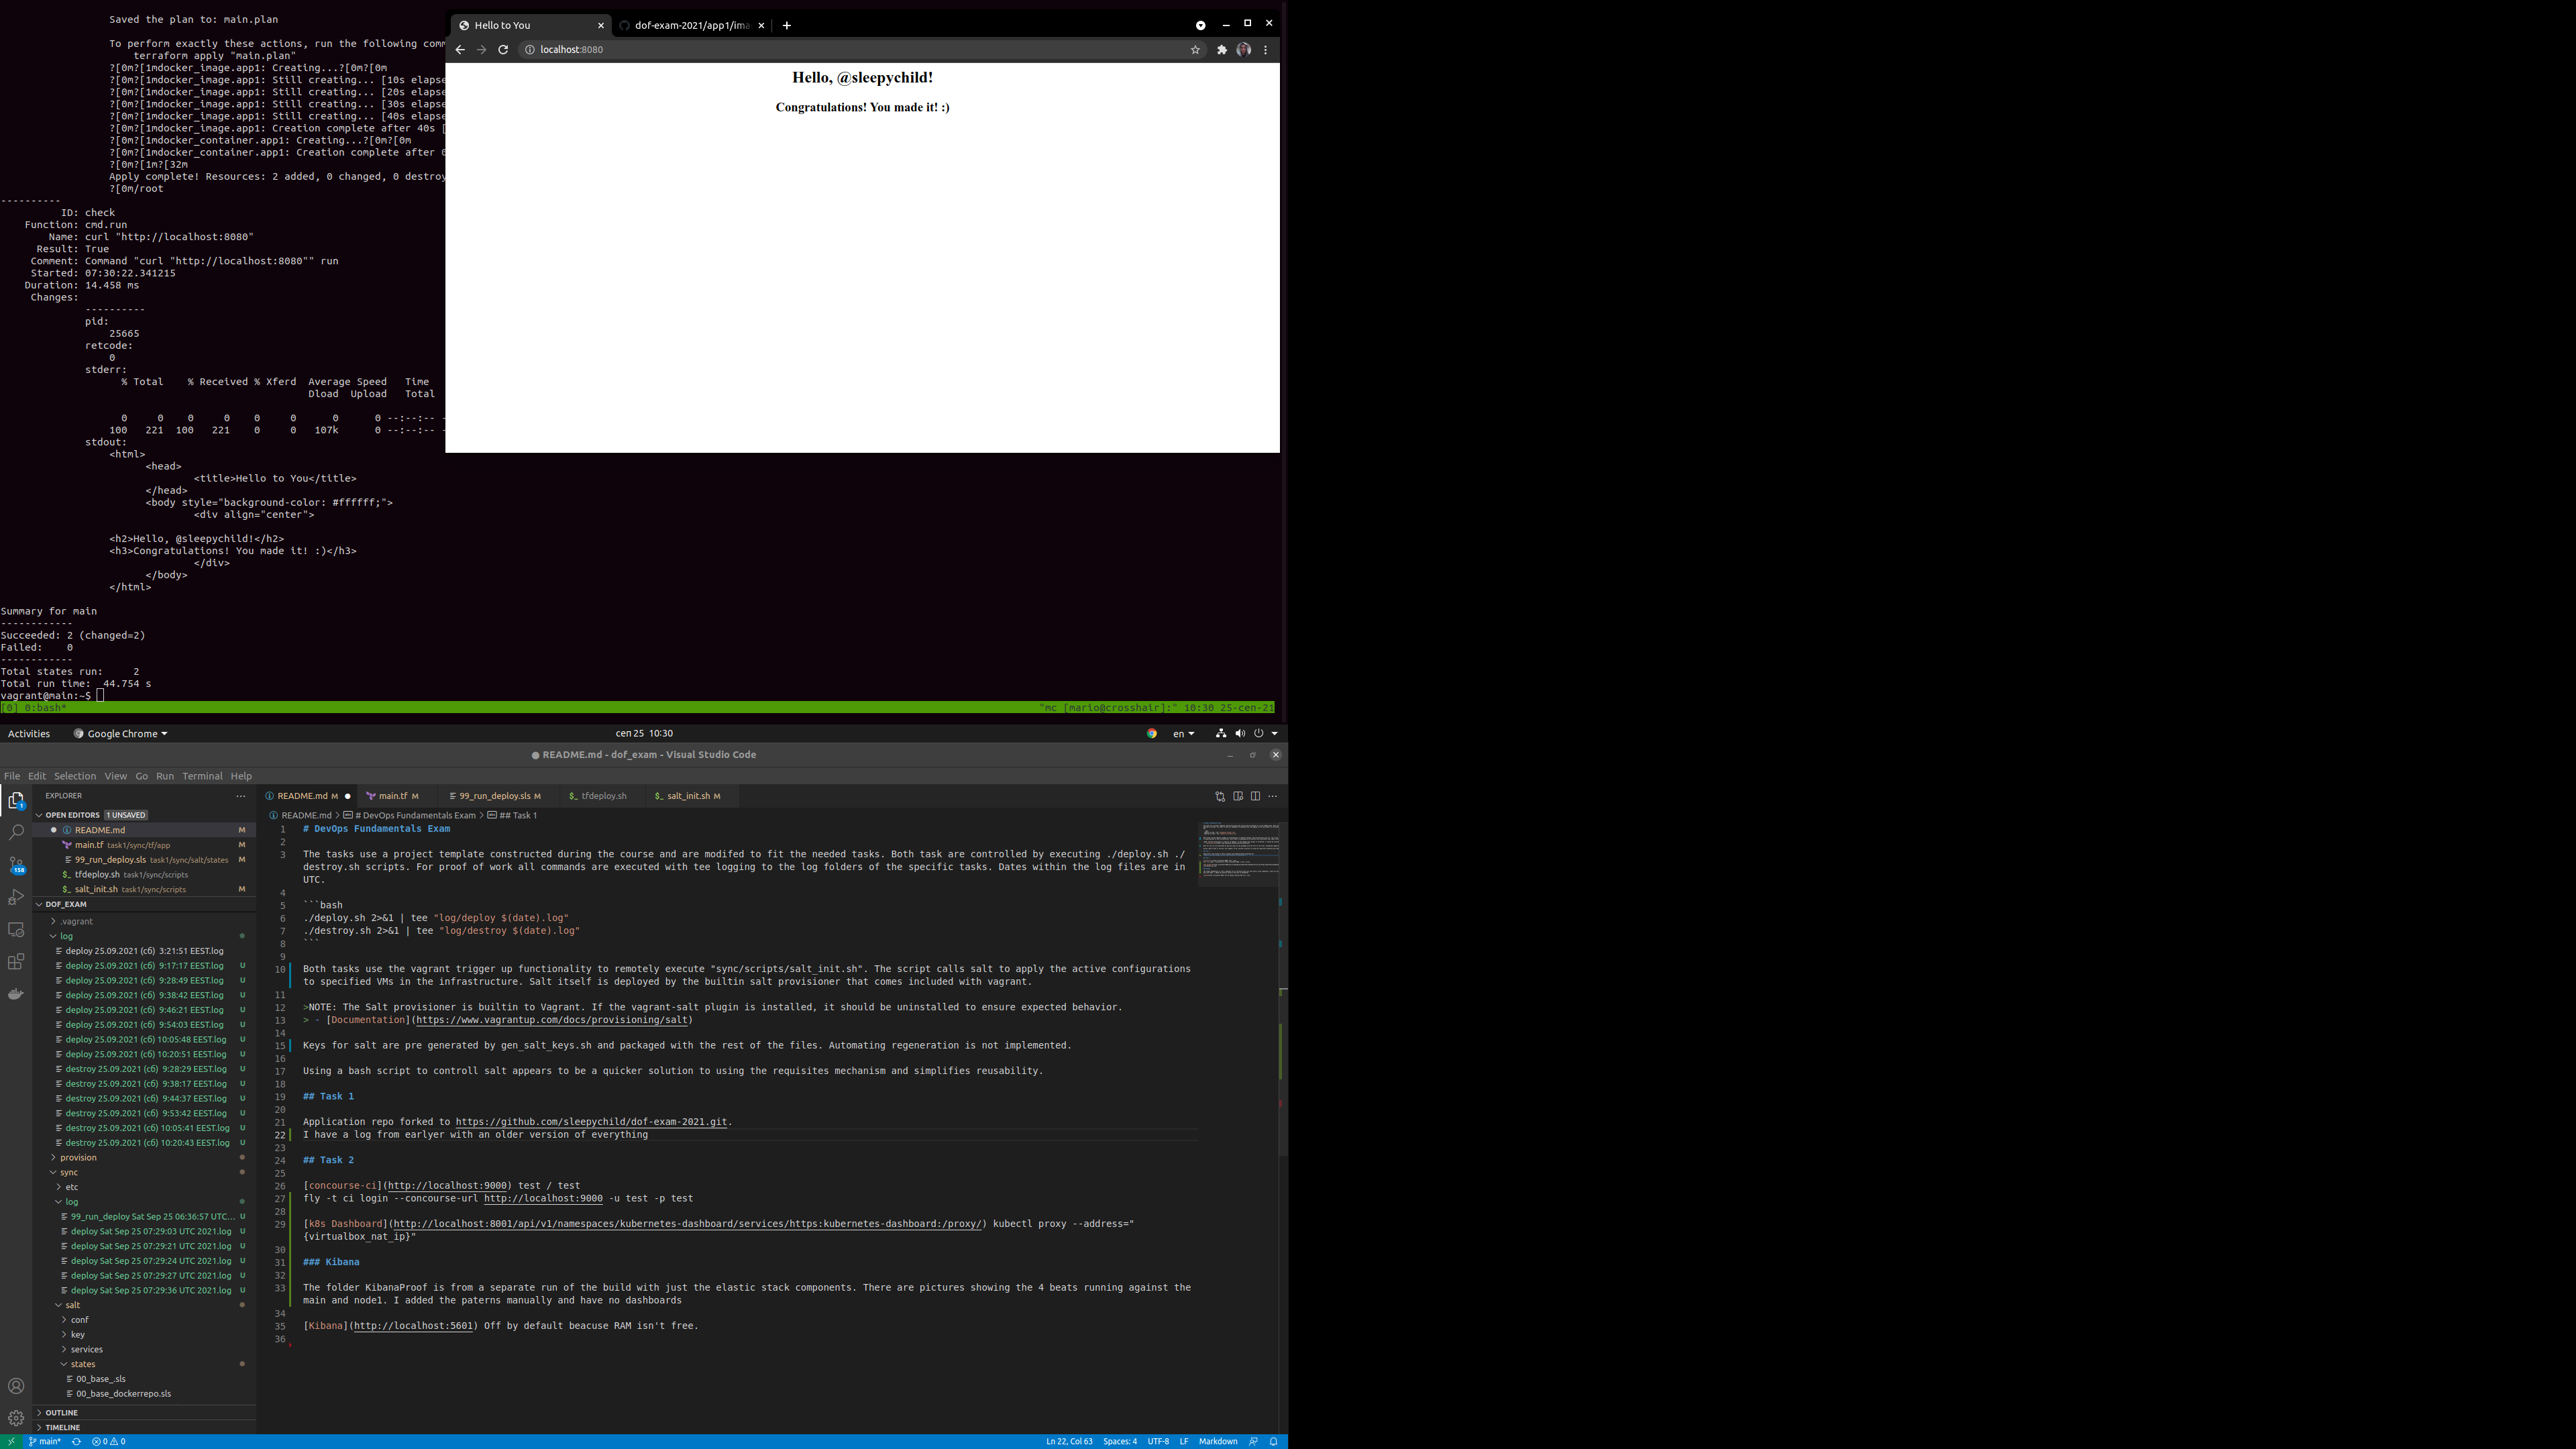 Saved the plan to: main.plan
To perform exactly these actions, run the following com
terraform apply "main.plan"
?[0m?[1mdocker_image.app1: Creating...?[0m?[0m
?[0m?[1mdocker_image.app1: Still creating... [10s elapse
?[0m?[1mdocker_image.app1: Still creating... [20s elapse
?[0m?[1mdocker_image.app1: Still creating... [30s elapse
?[0m?[1mdocker_image.app1: Still creating... [40s elapse
?[0m?[1mdocker_image.app1: Creation complete after 40s [
?[0m?[1mdocker_container.app1: Creating...?[0m?[0m
?[0m?[1mdocker_container.app1: Creation complete after 0
?[0m?[1m?[32m
Apply complete! Resources: 2 added, 0 changed, 0 destroy
?[0m/root
----------
ID: check
Function: cmd.run
Name: curl "http://localhost:8080"
Result: True
Comment: Command "curl "http://localhost:8080"" run
Started: 07:30:22.341215
Duration: 14.458 ms
Changes:
----------
pid:
25665
retcode:
0
stderr:
% Total    % Received % Xferd  Average Speed   Time
Dload  Upload   Total
0     0    0     0    0     0      0      0 --:--:-- -
100   221  100   221    0     0   107k      0 --:--:-- -
stdout:
<html>
<head>
<title>Hello to You</title>
</head>
<body style="background-color: #ffffff;">
<div align="center">
<h2>Hello, @sleepychild!</h2>
<h3>Congratulations! You made it! :)</h3>
</div>
</body>
</html>
Summary for main
------------
Succeeded: 2 (changed=2)
Failed:    0
------------
Total states run:     2
Total run time:  44.754 s
vagrant@main:~$
[0] 0:bash*
"mc [mario@crosshair]:" 10:30 25-сеп-21
Hello to You
dof-exam-2021/app1/ima
localhost:8080
Hello, @sleepychild!
Congratulations! You made it! :)
Activities
Google Chrome
сеп 25 10:30
en
README.md - dof_exam - Visual Studio Code
File Edit Selection View Go Run Terminal Help
1
158
EXPLORER
OPEN EDITORS 1 UNSAVED
README.md M
main.tf task1/sync/tf/app M
99_run_deploy.sls task1/sync/salt/states M
$_ tfdeploy.sh task1/sync/scripts
$_ salt_init.sh task1/sync/scripts M
DOF_EXAM
.vagrant
log
deploy 25.09.2021 (сб)  3:21:51 EEST.log
deploy 25.09.2021 (сб)  9:17:17 EEST.log U
deploy 25.09.2021 (сб)  9:28:49 EEST.log U
deploy 25.09.2021 (сб)  9:38:42 EEST.log U
deploy 25.09.2021 (сб)  9:46:21 EEST.log U
deploy 25.09.2021 (сб)  9:54:03 EEST.log U
deploy 25.09.2021 (сб) 10:05:48 EEST.log U
deploy 25.09.2021 (сб) 10:20:51 EEST.log U
destroy 25.09.2021 (сб)  9:28:29 EEST.log U
destroy 25.09.2021 (сб)  9:38:17 EEST.log U
destroy 25.09.2021 (сб)  9:44:37 EEST.log U
destroy 25.09.2021 (сб)  9:53:42 EEST.log U
destroy 25.09.2021 (сб) 10:05:41 EEST.log U
destroy 25.09.2021 (сб) 10:20:43 EEST.log U
provision
sync
etc
log
99_run_deploy Sat Sep 25 06:36:57 UTC... U
deploy Sat Sep 25 07:29:03 UTC 2021.log U
deploy Sat Sep 25 07:29:21 UTC 2021.log U
deploy Sat Sep 25 07:29:24 UTC 2021.log U
deploy Sat Sep 25 07:29:27 UTC 2021.log U
deploy Sat Sep 25 07:29:36 UTC 2021.log U
salt
conf
key
services
states
00_base_.sls
00_base_dockerrepo.sls
OUTLINE
TIMELINE
README.md M
main.tf M
99_run_deploy.sls M
$_ tfdeploy.sh
$_ salt_init.sh M
README.md > # DevOps Fundamentals Exam > ## Task 1
1 # DevOps Fundamentals Exam
2
3 The tasks use a project template constructed during the course and are modifed to fit the needed tasks. Both task are controlled by executing ./deploy.sh ./
destroy.sh scripts. For proof of work all commands are executed with tee logging to the log folders of the specific tasks. Dates within the log files are in
UTC.
4
5 ```bash
6 ./deploy.sh 2>&1 | tee "log/deploy $(date).log"
7 ./destroy.sh 2>&1 | tee "log/destroy $(date).log"
8 ```
9
10 Both tasks use the vagrant trigger up functionality to remotely execute "sync/scripts/salt_init.sh". The script calls salt to apply the active configurations
to specified VMs in the infrastructure. Salt itself is deployed by the builtin salt provisioner that comes included with vagrant.
11
12 >NOTE: The Salt provisioner is builtin to Vagrant. If the vagrant-salt plugin is installed, it should be uninstalled to ensure expected behavior.
13 > - [Documentation](https://www.vagrantup.com/docs/provisioning/salt)
14
15 Keys for salt are pre generated by gen_salt_keys.sh and packaged with the rest of the files. Automating regeneration is not implemented.
16
17 Using a bash script to controll salt appears to be a quicker solution to using the requisites mechanism and simplifies reusability.
18
19 ## Task 1
20
21 Application repo forked to https://github.com/sleepychild/dof-exam-2021.git.
22 I have a log from earlyer with an older version of everything
23
24 ## Task 2
25
26 [concourse-ci](http://localhost:9000) test / test
27 fly -t ci login --concourse-url http://localhost:9000 -u test -p test
28
29 [k8s Dashboard](http://localhost:8001/api/v1/namespaces/kubernetes-dashboard/services/https:kubernetes-dashboard:/proxy/) kubectl proxy --address="
{virtualbox_nat_ip}"
30
31 ### Kibana
32
33 The folder KibanaProof is from a separate run of the build with just the elastic stack components. There are pictures showing the 4 beats running against the
main and node1. I added the paterns manually and have no dashboards
34
35 [Kibana](http://localhost:5601) Off by default beacuse RAM isn't free.
36
main*
0 0
Ln 22, Col 63
Spaces: 4
UTF-8
LF
Markdown